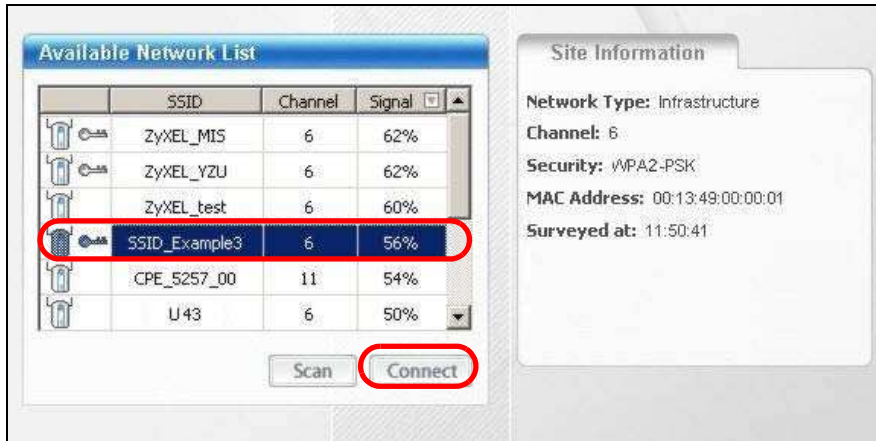 Available Network List
SSID Channel Signal
ZyXEL_MIS 6 62%
ZyXEL_YZU 6 62%
ZyXEL_test 6 60%
SSID_Example3 6 56%
CPE_5257_00 11 54%
U43 6 50%
Scan Connect
Site Information
Network Type: Infrastructure
Channel: 6
Security: WPA2-PSK
MAC Address: 00:13:49:00:00:01
Surveyed at: 11:50:41